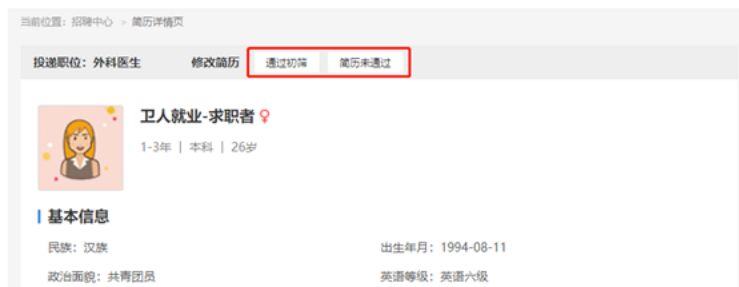 当前位置：招聘中心 > 简历详情页
投递职位：外科医生 修改简历 通过初筛 简历未通过
卫人就业-求职者♀
1-3年 | 本科 | 26岁
基本信息
民族：汉族 出生年月：1994-08-11
政治面貌：共青团员 英语等级：英语六级